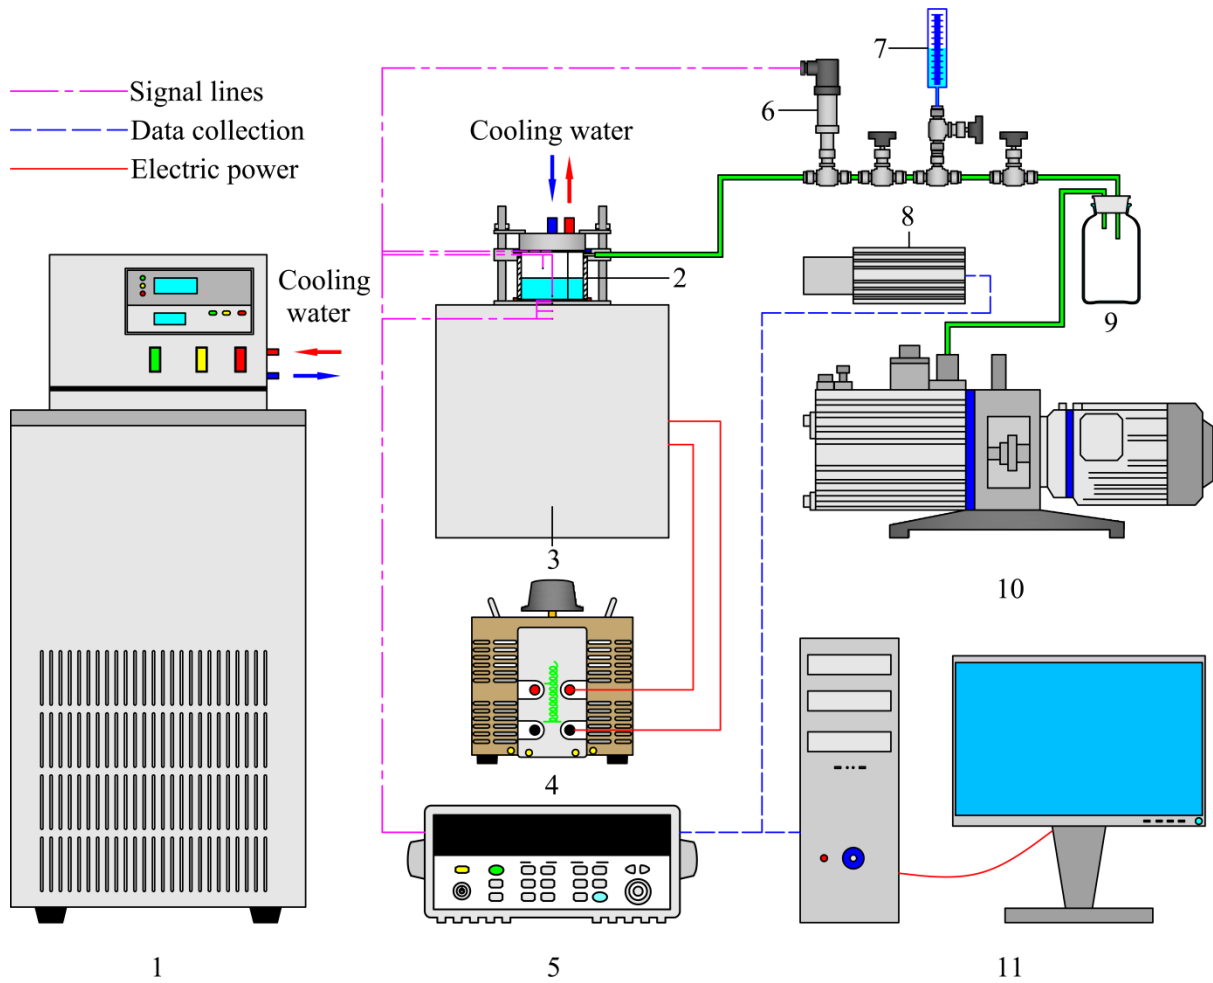 Signal lines
Data collection
Electric power
Cooling water
Cooling
water
1
2
3
4
5
6
7
8
9
10
11